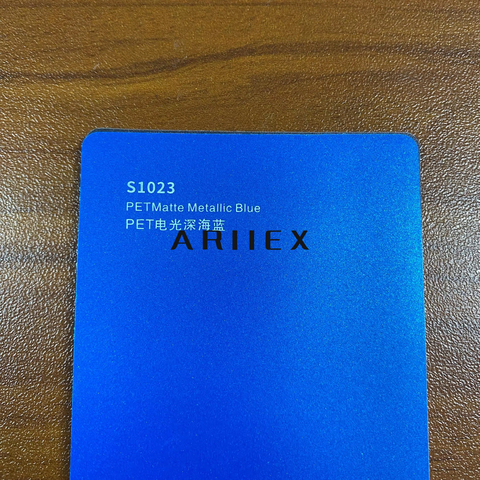 S1023
PETMatte Metallic Blue
PET电光深海蓝
ARIIEX